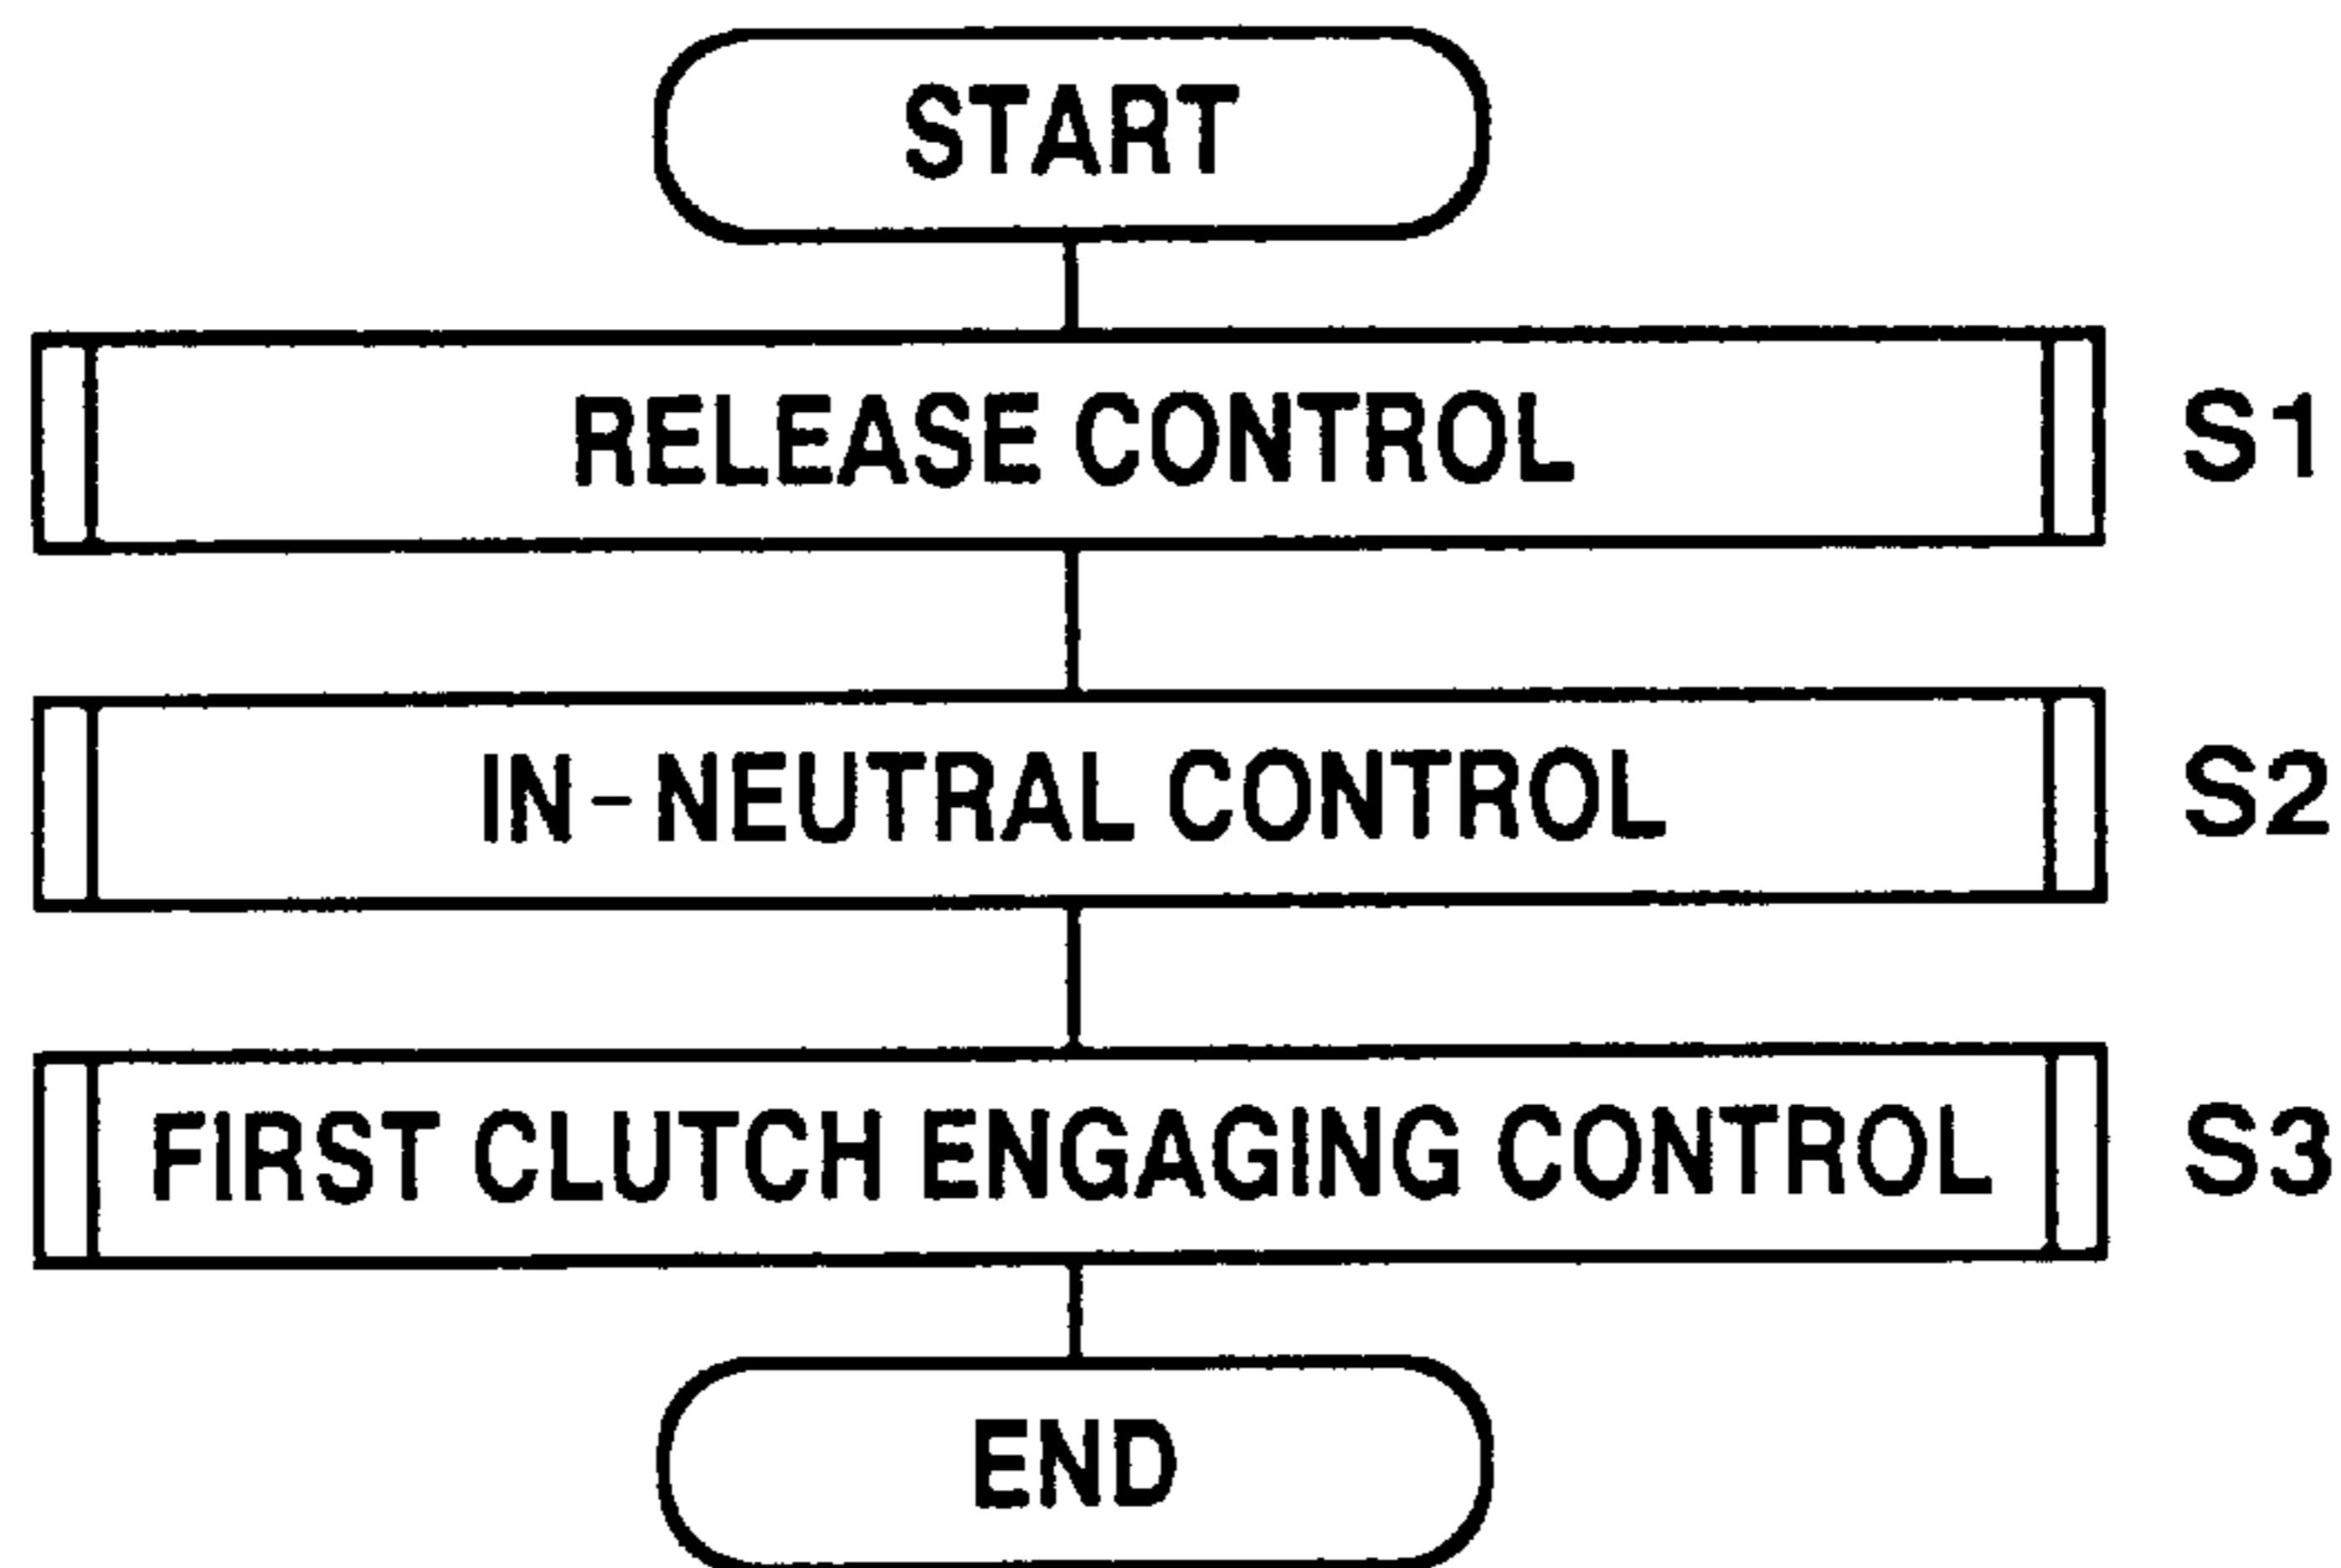 START
RELEASE CONTROL S1
IN-NEUTRAL CONTROL S2
FIRST CLUTCH ENGAGING CONTROL S3
END